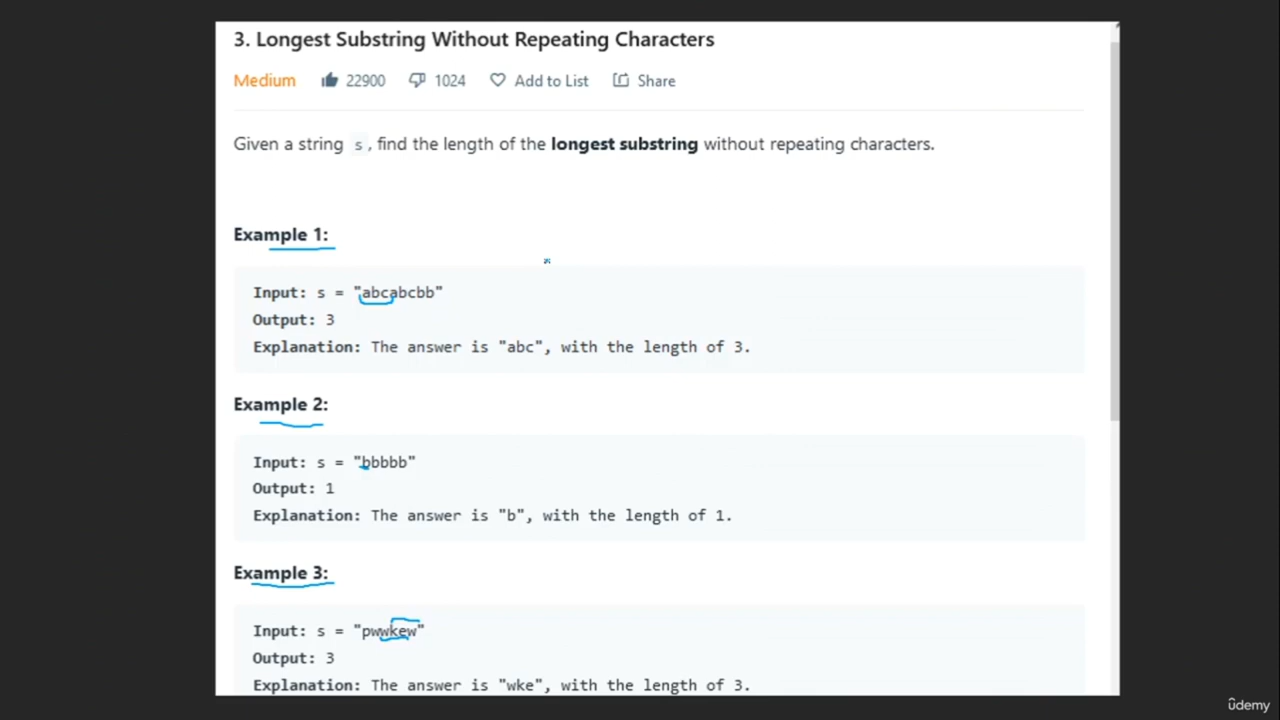 3. Longest Substring Without Repeating Characters
Medium 22900 1024 Add to List Share
Given a string s, find the length of the longest substring without repeating characters.
Example 1:
Input: s = "abcabcbb"
Output: 3
Explanation: The answer is "abc", with the length of 3.
Example 2:
Input: s = "bbbbb"
Output: 1
Explanation: The answer is "b", with the length of 1.
Example 3:
Input: s = "pwwkew"
Output: 3
Explanation: The answer is "wke", with the length of 3.
ûdemy